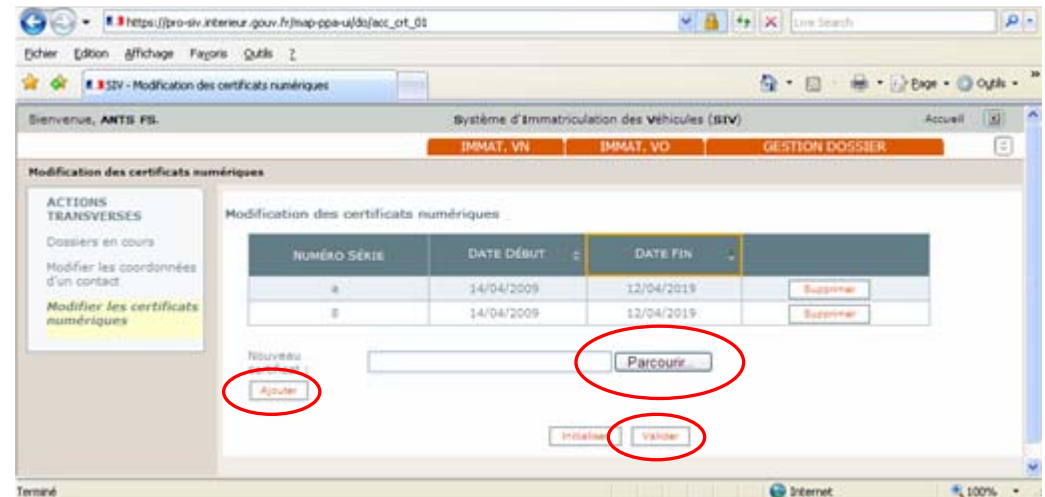 https://pro-siv.interieur.gouv.fr/map-ppa-ui/do/acc_crt_01 Live Search
Fichier Edition Affichage Favoris Outils ?
SIV - Modification des certificats numériques Page Outils
Bienvenue, ANTS FS. Système d'Immatriculation des Véhicules (SIV) Accueil
IMMAT. VN IMMAT. VO GESTION DOSSIER
Modification des certificats numériques
ACTIONS TRANSVERSES
Dossiers en cours
Modifier les coordonnées d'un contact
Modifier les certificats numériques
Modification des certificats numériques
NUMÉRO SÉRIE DATE DÉBUT DATE FIN
14/04/2009 12/04/2019 Supprimer
14/04/2009 12/04/2019 Supprimer
Nouveau certificat : Parcourir...
Ajouter
Initialiser Valider
Terminé Internet 100%